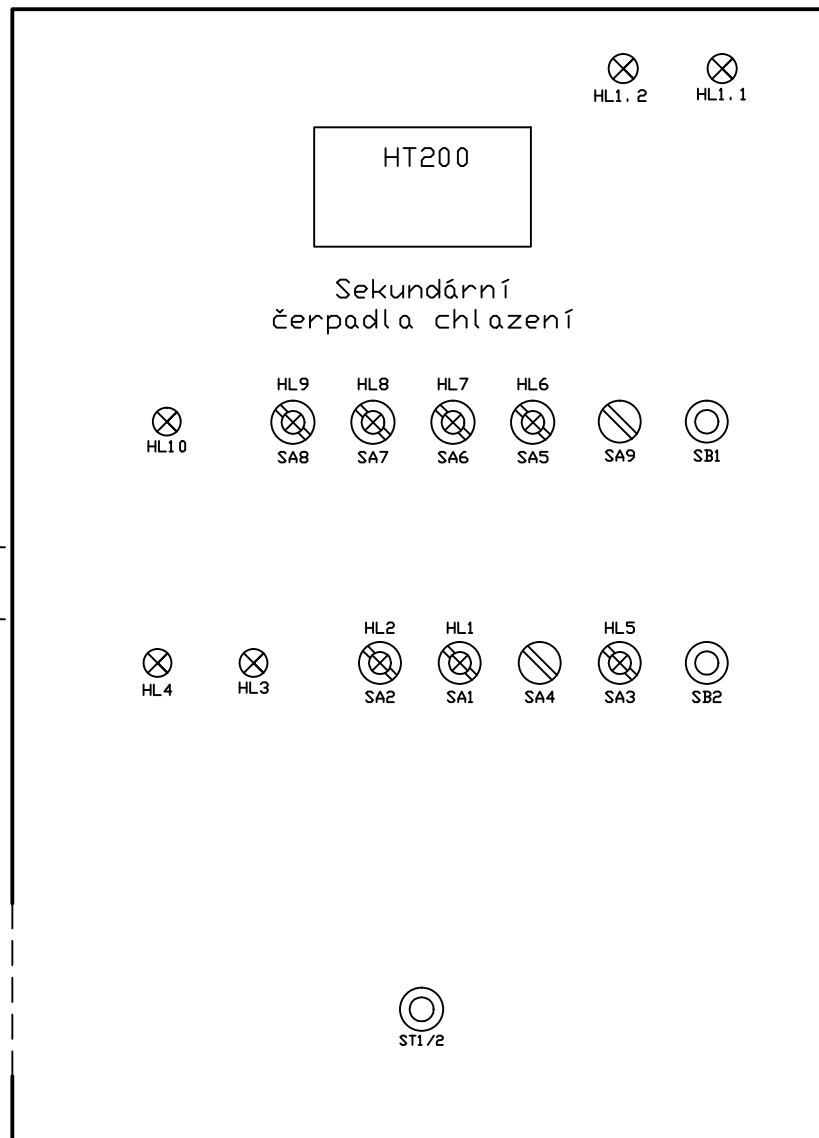 HL1.2 HL1.1
HT200
Sekundární
čerpadla chlazení
HL9 HL8 HL7 HL6
HL10 SA8 SA7 SA6 SA5 SA9 SB1
HL2 HL1 HL5
HL4 HL3 SA2 SA1 SA4 SA3 SB2
ST1/2